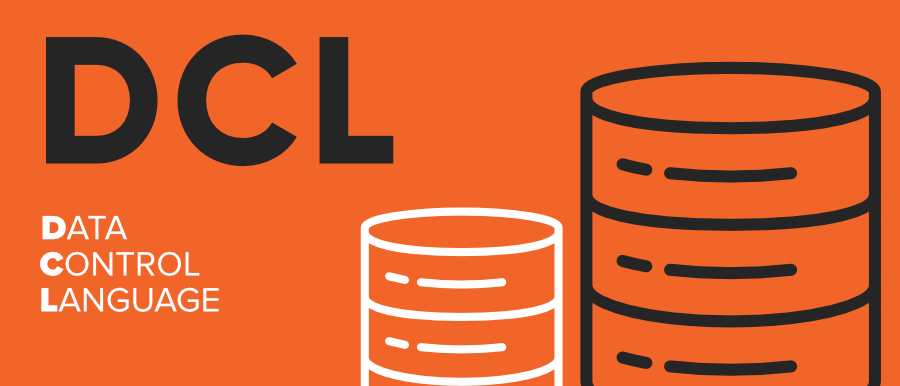 DCL
DATA
CONTROL
LANGUAGE